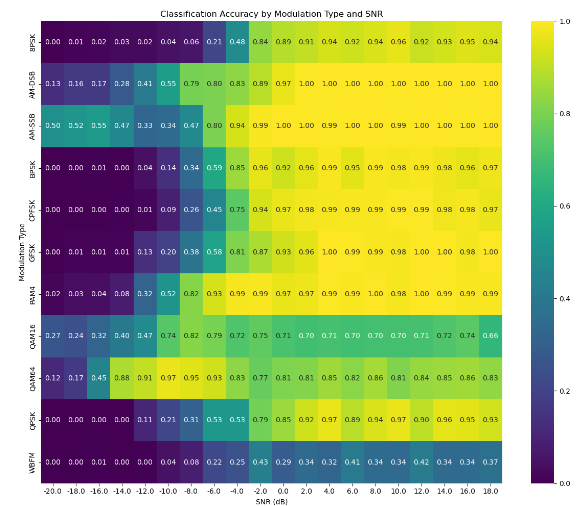 Classification Accuracy by Modulation Type and SNR
BPSK 0.00 0.01 0.02 0.03 0.02 0.04 0.06 0.21 0.48 0.84 0.89 0.91 0.94 0.92 0.94 0.96 0.92 0.93 0.95 0.94
AM-DSB 0.13 0.16 0.17 0.28 0.41 0.55 0.79 0.80 0.83 0.89 0.97 1.00 1.00 1.00 1.00 1.00 1.00 1.00 1.00 1.00
AM-SSB 0.50 0.52 0.55 0.47 0.33 0.34 0.47 0.80 0.94 0.99 1.00 1.00 0.99 1.00 1.00 0.99 1.00 1.00 1.00 1.00
BPSK 0.00 0.00 0.01 0.00 0.04 0.14 0.34 0.59 0.85 0.96 0.92 0.96 0.99 0.95 0.99 0.98 0.99 0.98 0.96 0.97
CPFSK 0.00 0.00 0.00 0.00 0.01 0.09 0.26 0.45 0.75 0.94 0.97 0.98 0.99 0.99 0.99 0.99 0.99 0.98 0.98 0.97
GFSK 0.00 0.01 0.01 0.01 0.13 0.20 0.38 0.58 0.81 0.87 0.93 0.96 1.00 0.99 0.99 0.98 1.00 1.00 0.98 1.00
PAM4 0.02 0.03 0.04 0.08 0.32 0.52 0.82 0.93 0.99 0.99 0.97 0.97 0.99 0.99 1.00 0.98 1.00 0.99 0.99 0.99
QAM16 0.27 0.24 0.32 0.40 0.47 0.74 0.82 0.79 0.72 0.75 0.71 0.70 0.71 0.70 0.70 0.70 0.71 0.72 0.74 0.66
QAM64 0.12 0.17 0.45 0.88 0.91 0.97 0.95 0.93 0.83 0.77 0.81 0.81 0.85 0.82 0.86 0.81 0.84 0.85 0.86 0.83
QPSK 0.00 0.00 0.00 0.00 0.11 0.21 0.31 0.53 0.53 0.79 0.85 0.92 0.97 0.89 0.94 0.97 0.90 0.96 0.95 0.93
WBFM 0.00 0.00 0.01 0.00 0.00 0.04 0.08 0.22 0.25 0.43 0.29 0.34 0.32 0.41 0.34 0.34 0.42 0.34 0.34 0.37
-20.0 -18.0 -16.0 -14.0 -12.0 -10.0 -8.0 -6.0 -4.0 -2.0 0.0 2.0 4.0 6.0 8.0 10.0 12.0 14.0 16.0 18.0
SNR (dB)
Modulation Type
1.0
0.8
0.6
0.4
0.2
0.0